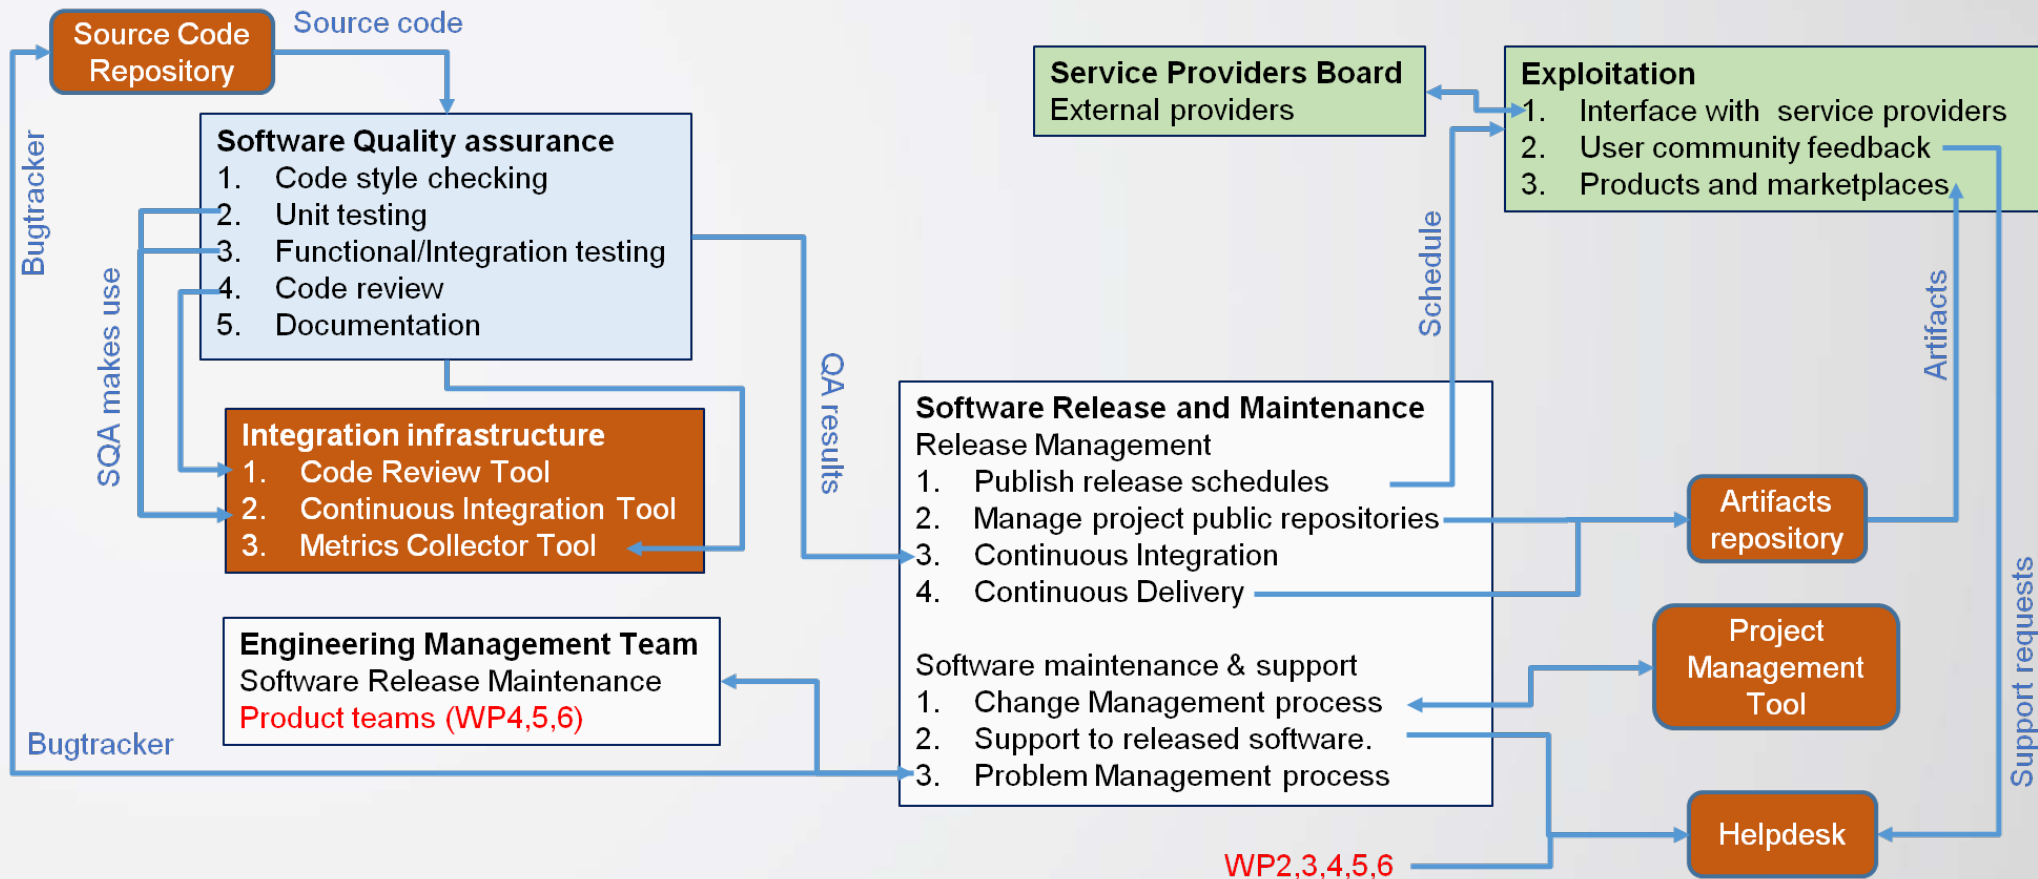 Source Code
Repository
Source code
Bugtracker
Software Quality assurance
1. Code style checking
2. Unit testing
3. Functional/Integration testing
4. Code review
5. Documentation
SQA makes use
Integration infrastructure
1. Code Review Tool
2. Continuous Integration Tool
3. Metrics Collector Tool
QA results
Engineering Management Team
Software Release Maintenance
Product teams (WP4,5,6)
Bugtracker
Service Providers Board
External providers
Exploitation
1. Interface with service providers
2. User community feedback
3. Products and marketplaces
Schedule
Artifacts
Software Release and Maintenance
Release Management
1. Publish release schedules
2. Manage project public repositories
3. Continuous Integration
4. Continuous Delivery
Software maintenance & support
1. Change Management process
2. Support to released software.
3. Problem Management process
Artifacts
repository
Project
Management
Tool
Support requests
Helpdesk
WP2,3,4,5,6